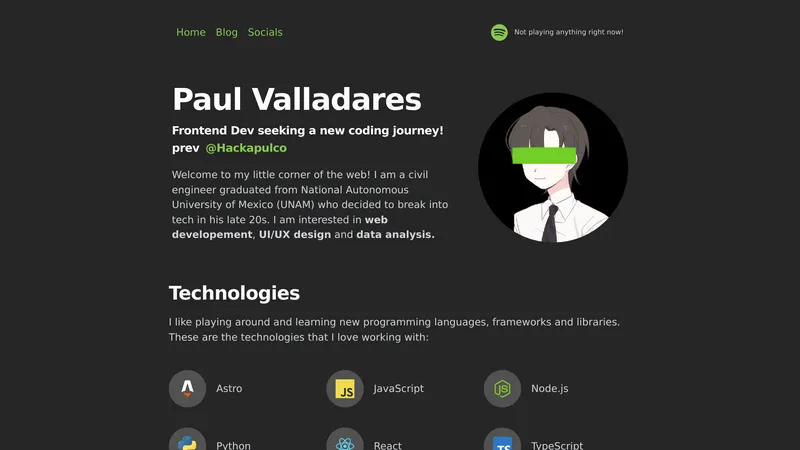 Home Blog Socials
Not playing anything right now!
Paul Valladares
Frontend Dev seeking a new coding journey!
prev @Hackapulco
Welcome to my little corner of the web! I am a civil
engineer graduated from National Autonomous
University of Mexico (UNAM) who decided to break into
tech in his late 20s. I am interested in web
developement, UI/UX design and data analysis.
Technologies
I like playing around and learning new programming languages, frameworks and libraries.
These are the technologies that I love working with:
Astro
JS JavaScript
JS Node.js
Python
React
TS TypeScript